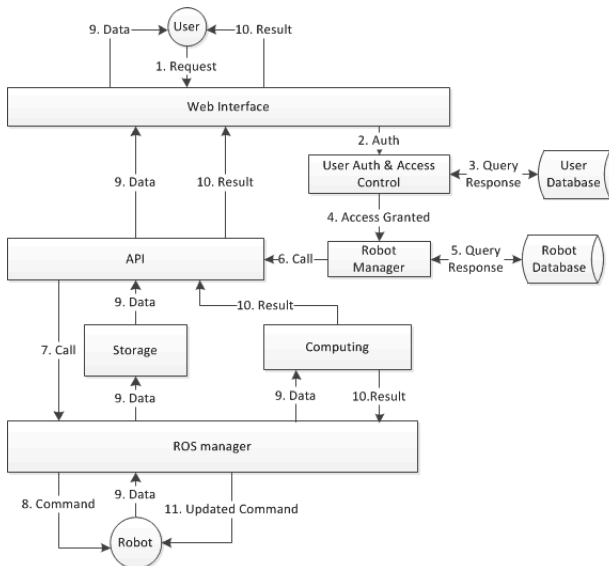 9. Data
User
10. Result
1. Request
Web Interface
2. Auth
User Auth & Access
Control
3. Query
Response
User
Database
9. Data
10. Result
4. Access Granted
API
6. Call
Robot
Manager
5. Query
Response
Robot
Database
9. Data
10. Result
7. Call
Storage
Computing
9. Data
9. Data
10.Result
ROS manager
8. Command
9. Data
11. Updated Command
Robot